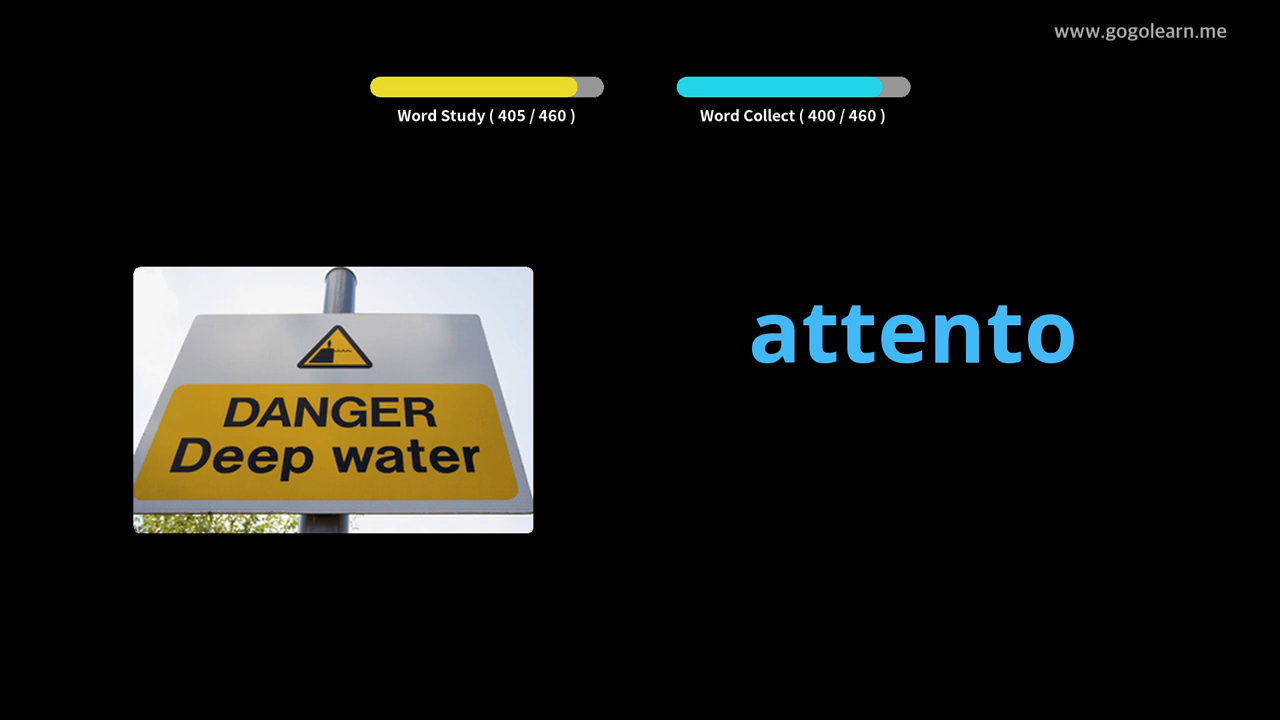 www.gogolearn.me
Word Study ( 405 / 460 )
Word Collect ( 400 / 460 )
DANGER
Deep water
attento